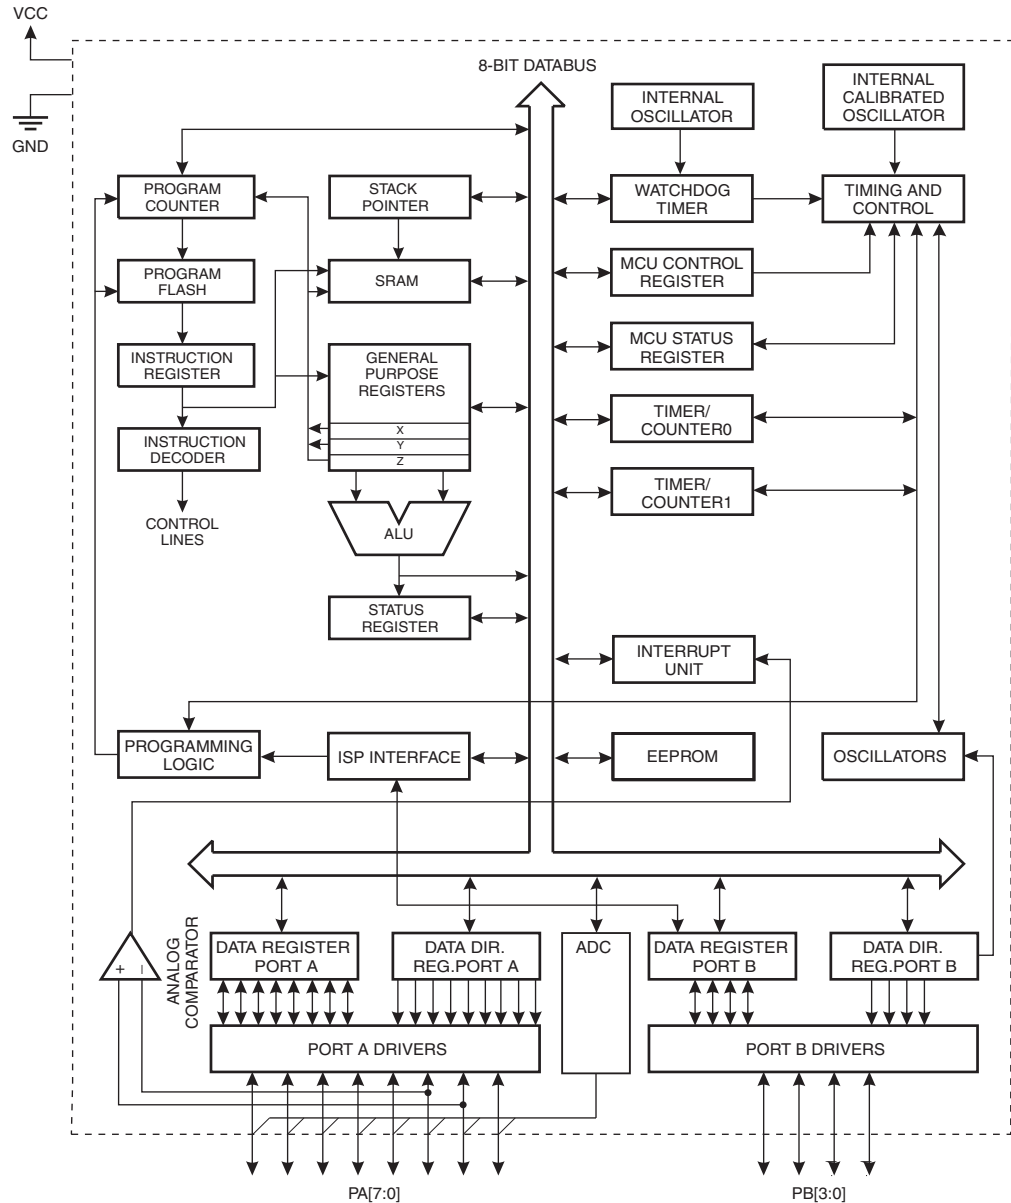 VCC
GND
8-BIT DATABUS
INTERNAL
OSCILLATOR
INTERNAL
CALIBRATED
OSCILLATOR
PROGRAM
COUNTER
STACK
POINTER
WATCHDOG
TIMER
TIMING AND
CONTROL
PROGRAM
FLASH
SRAM
MCU CONTROL
REGISTER
INSTRUCTION
REGISTER
GENERAL
PURPOSE
REGISTERS
X
Y
Z
MCU STATUS
REGISTER
INSTRUCTION
DECODER
TIMER/
COUNTER0
TIMER/
COUNTER1
CONTROL
LINES
ALU
STATUS
REGISTER
INTERRUPT
UNIT
PROGRAMMING
LOGIC
ISP INTERFACE
EEPROM
OSCILLATORS
ANALOG
COMPARATOR
+
–
DATA REGISTER
PORT A
DATA DIR.
REG.PORT A
ADC
DATA REGISTER
PORT B
DATA DIR.
REG.PORT B
PORT A DRIVERS
PORT B DRIVERS
PA[7:0]
PB[3:0]